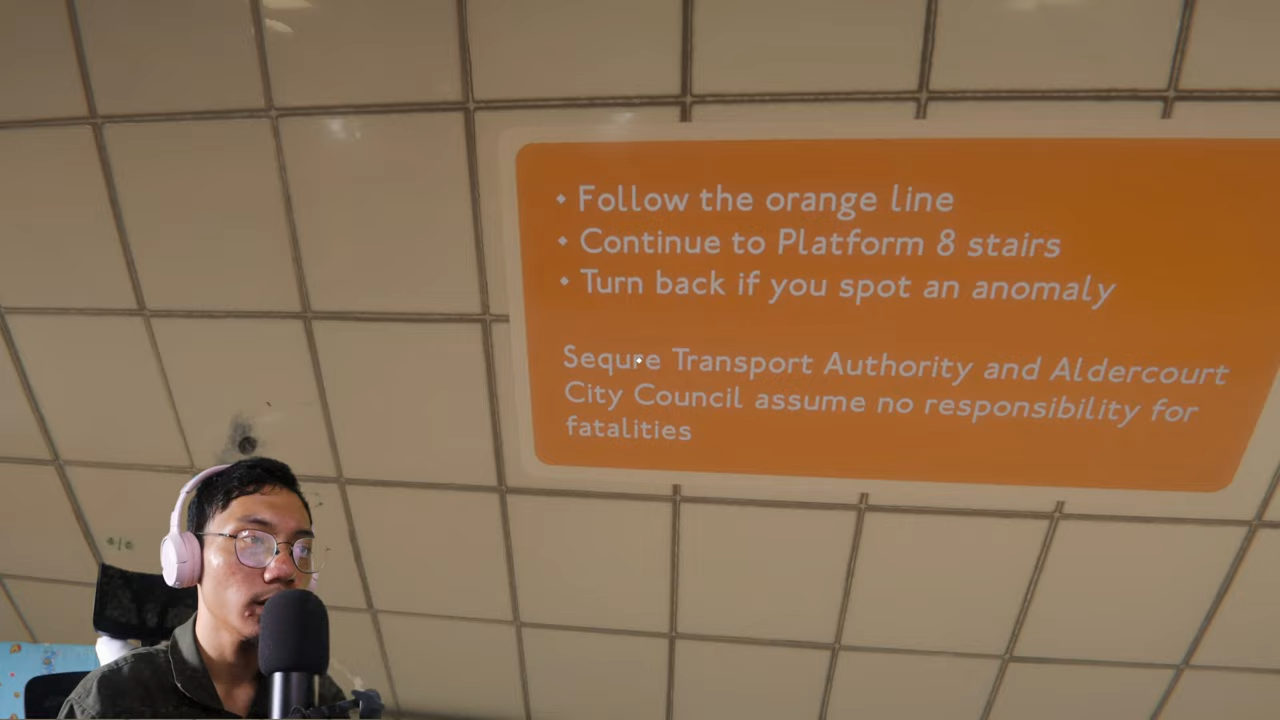 • Follow the orange line
• Continue to Platform 8 stairs
• Turn back if you spot an anomaly
Sequre Transport Authority and Aldercourt
City Council assume no responsibility for
fatalities